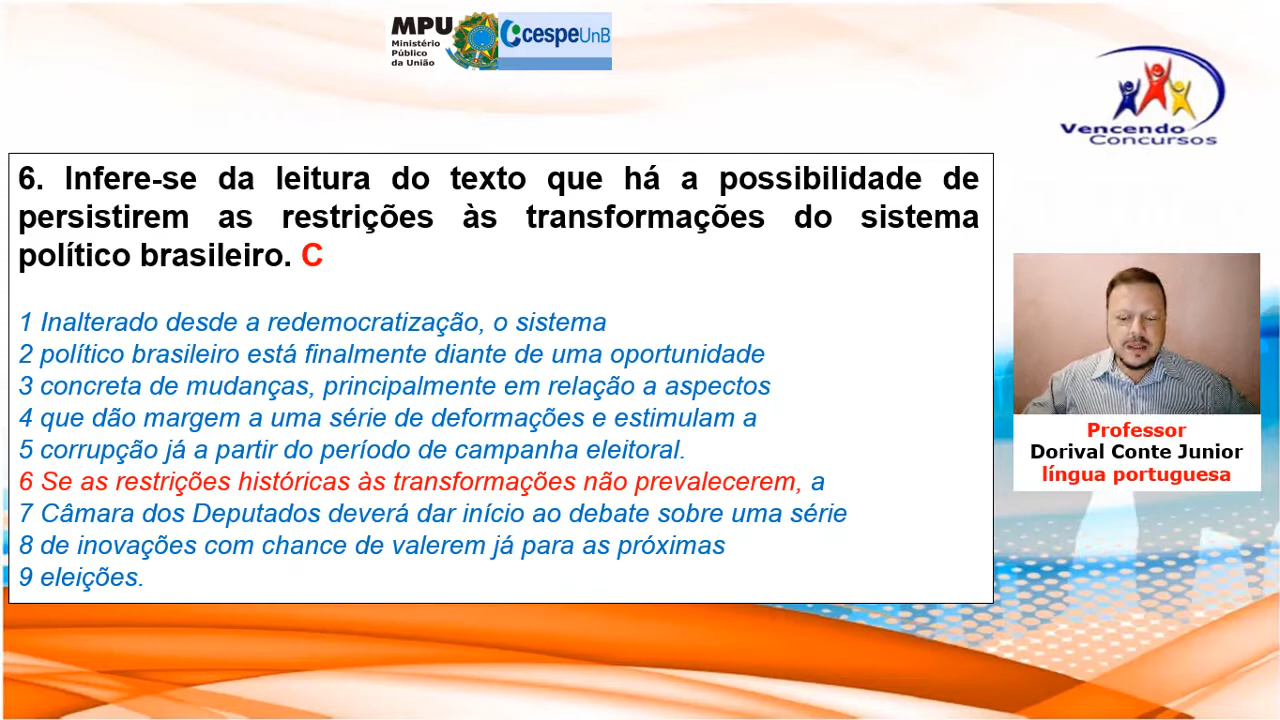 MPU
Ministério
Público
da União
cespeUnB
Vencendo
Concursos
6. Infere-se da leitura do texto que há a possibilidade de
persistirem as restrições às transformações do sistema
político brasileiro. C
1 Inalterado desde a redemocratização, o sistema
2 político brasileiro está finalmente diante de uma oportunidade
3 concreta de mudanças, principalmente em relação a aspectos
4 que dão margem a uma série de deformações e estimulam a
5 corrupção já a partir do período de campanha eleitoral.
6 Se as restrições históricas às transformações não prevalecerem, a
7 Câmara dos Deputados deverá dar início ao debate sobre uma série
8 de inovações com chance de valerem já para as próximas
9 eleições.
Professor
Dorival Conte Junior
língua portuguesa